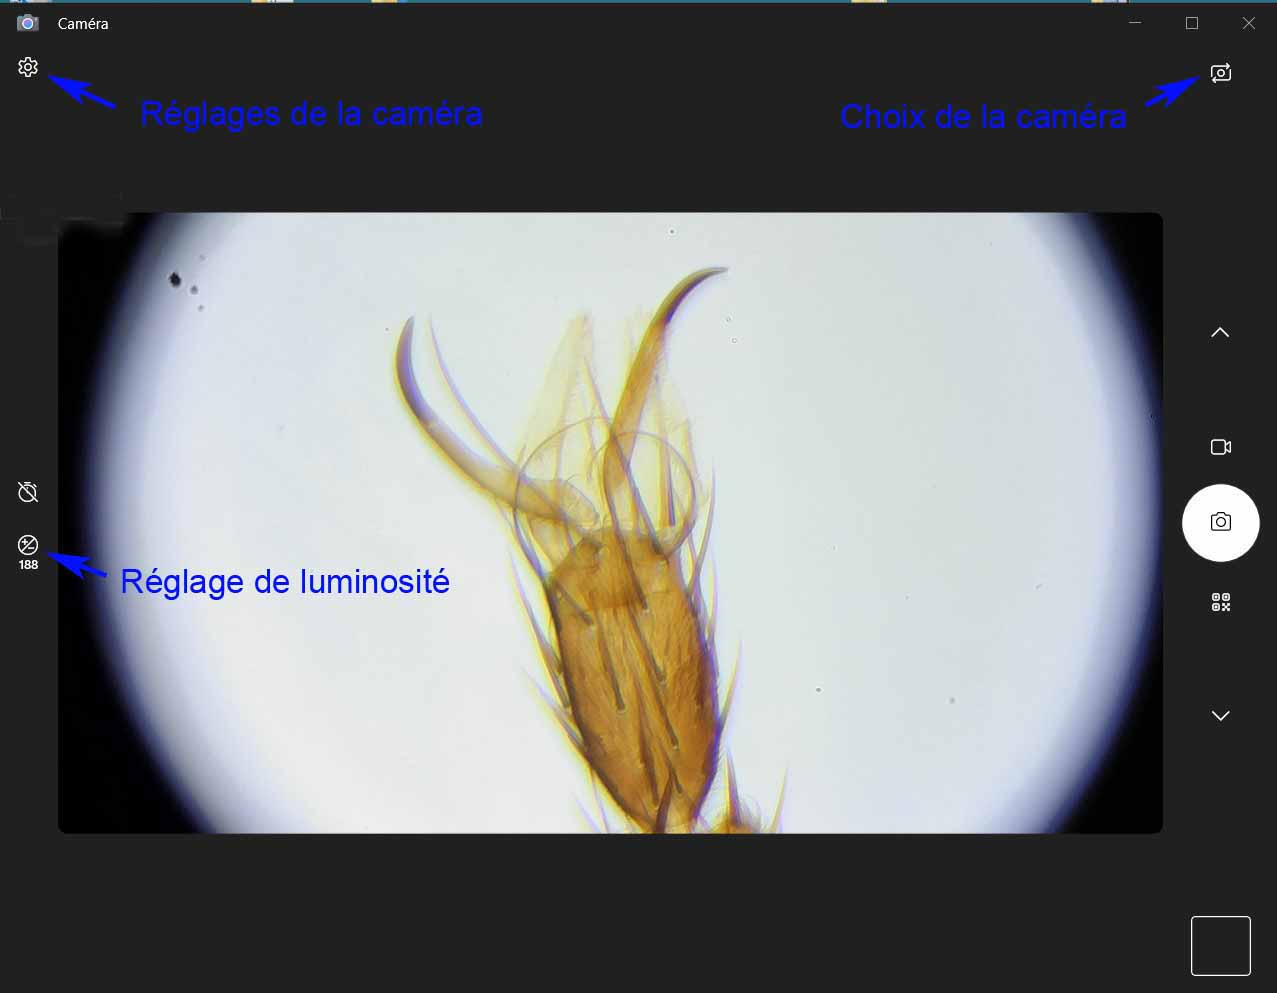 Caméra
Réglages de la caméra
Choix de la caméra
188
Réglage de luminosité